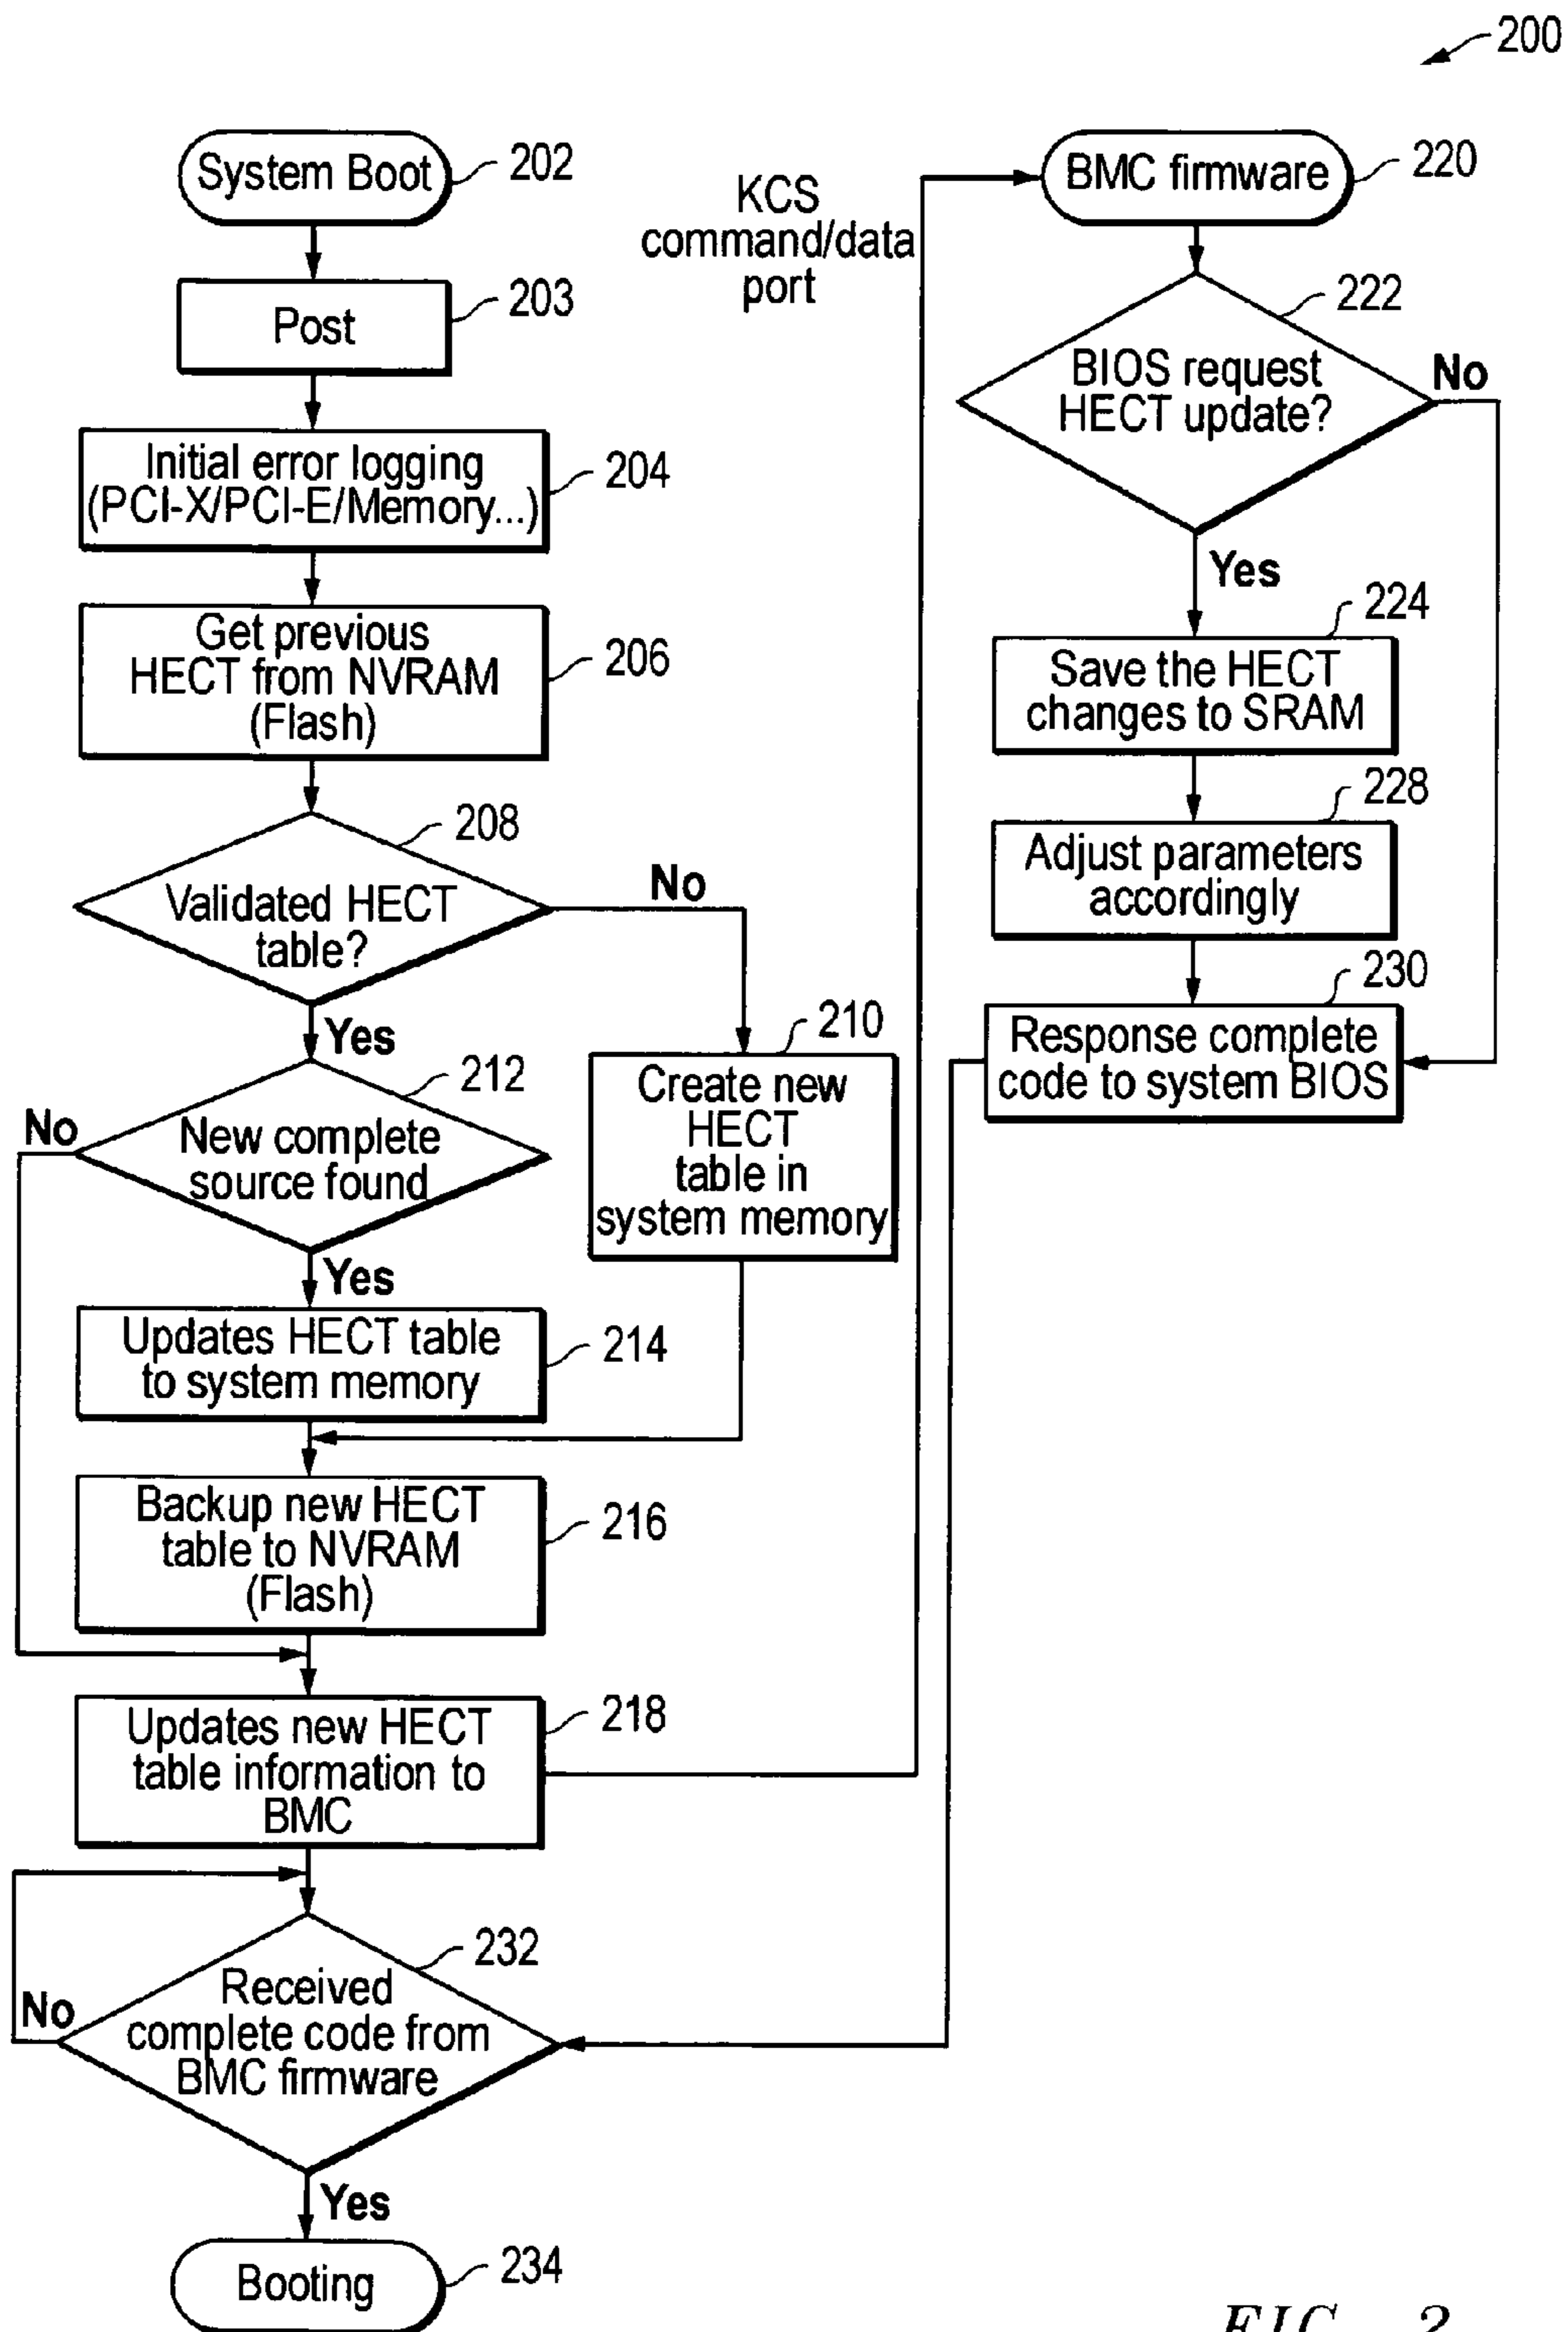 200
System Boot
202
Post
203
Initial error logging
(PCI-X/PCI-E/Memory...)
204
Get previous
HECT from NVRAM
(Flash)
206
208
Validated HECT
table?
No
Yes
210
Create new
HECT
table in
system memory
212
No
New complete
source found
Yes
Updates HECT table
to system memory
214
Backup new HECT
table to NVRAM
(Flash)
216
Updates new HECT
table information to
BMC
218
232
Received
complete code from
BMC firmware
No
Yes
Booting
234
KCS
command/data
port
BMC firmware
220
222
BIOS request
HECT update?
No
Yes
224
Save the HECT
changes to SRAM
228
Adjust parameters
accordingly
230
Response complete
code to system BIOS
FIG. 2